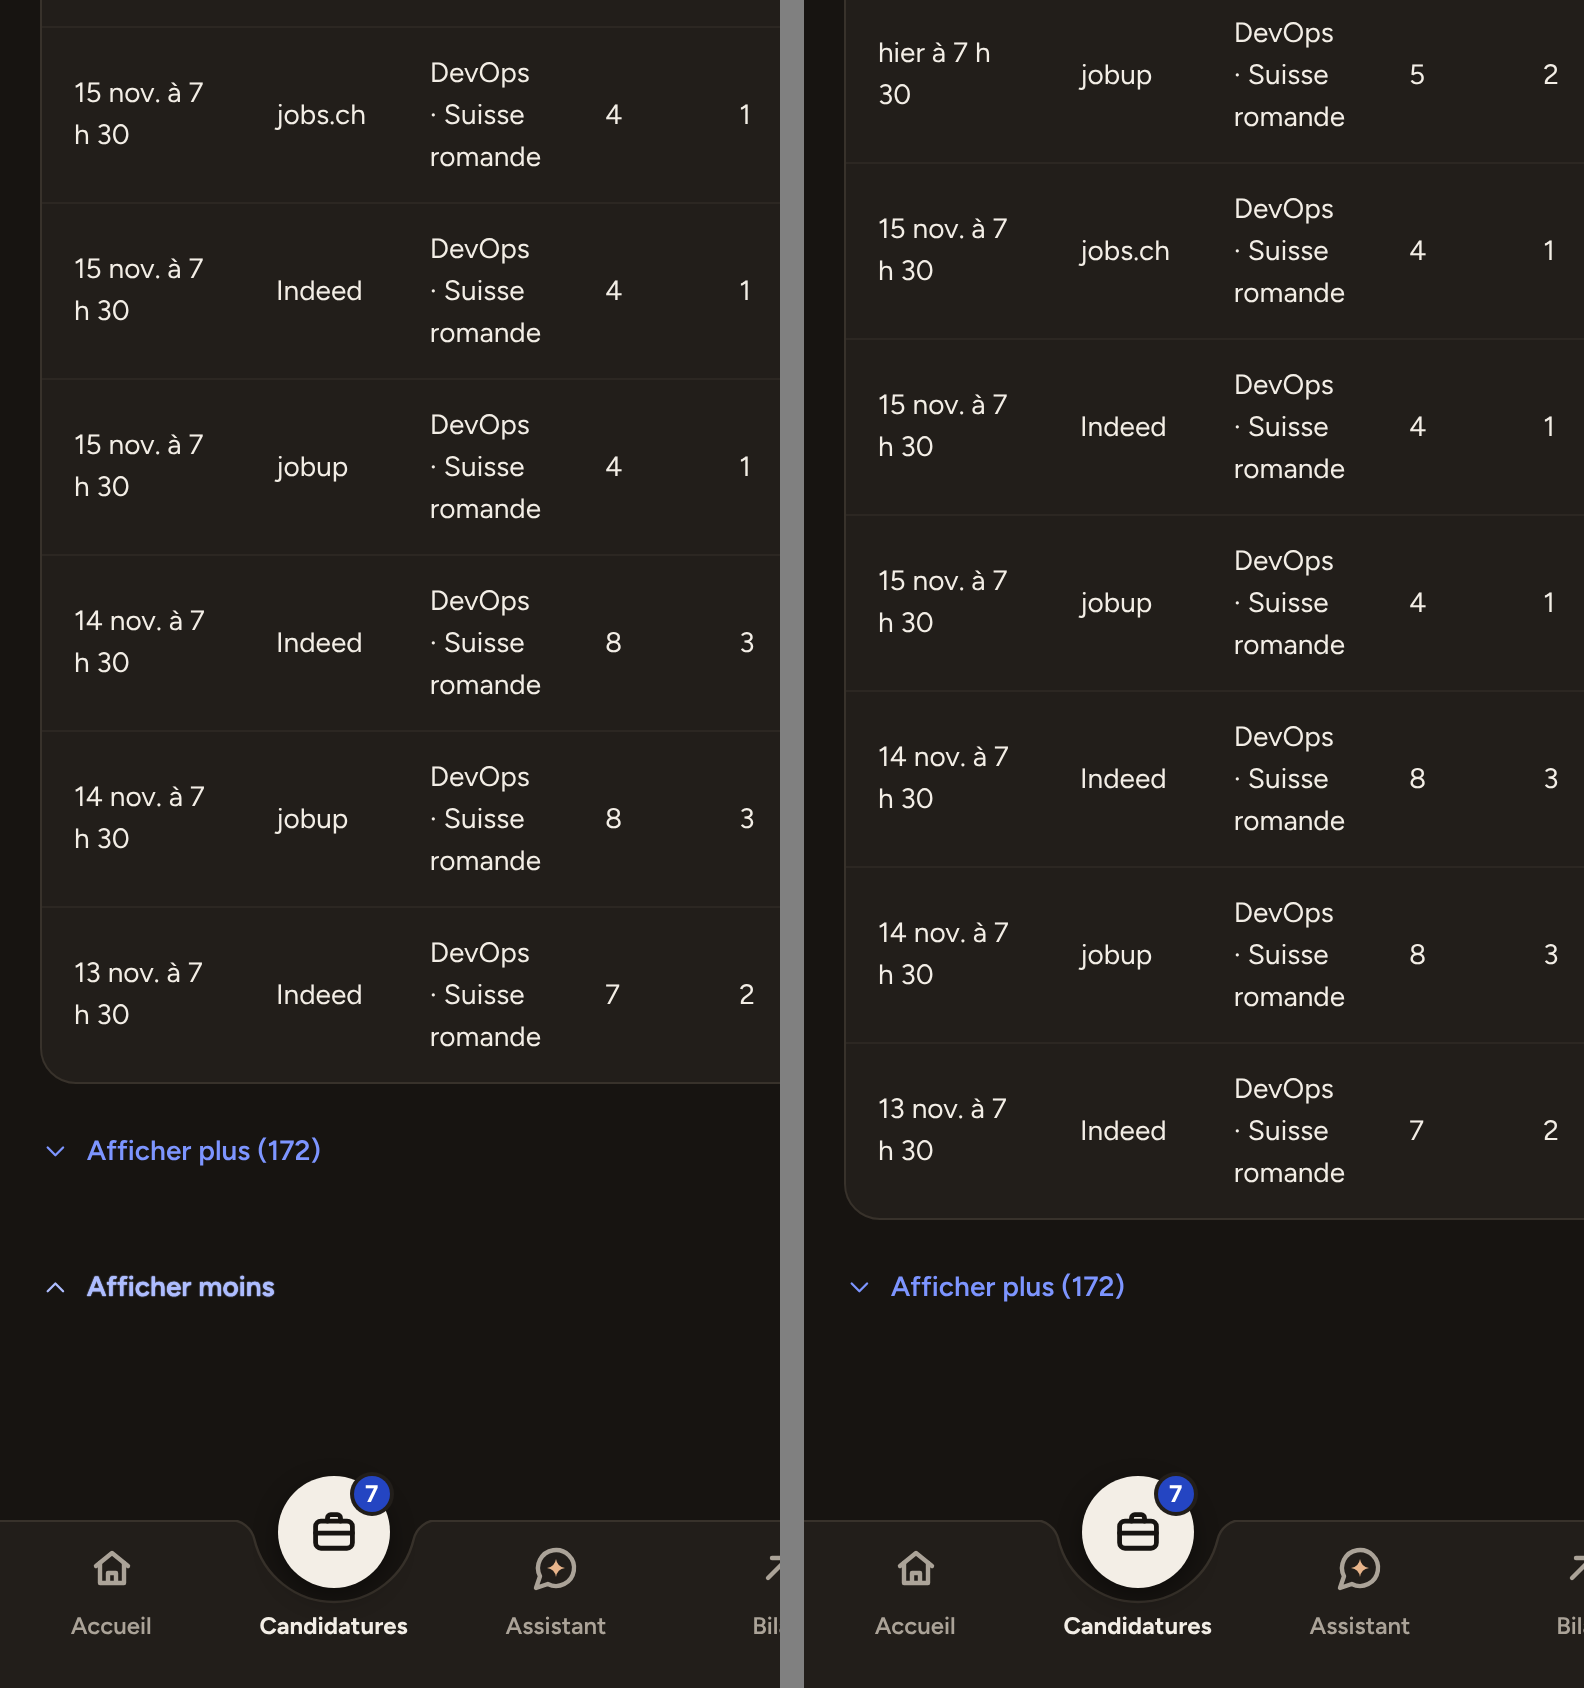 15 nov. à 7
h 30
jobs.ch
DevOps
· Suisse
romande
4
1
15 nov. à 7
h 30
Indeed
DevOps
· Suisse
romande
4
1
15 nov. à 7
h 30
jobup
DevOps
· Suisse
romande
4
1
14 nov. à 7
h 30
Indeed
DevOps
· Suisse
romande
8
3
14 nov. à 7
h 30
jobup
DevOps
· Suisse
romande
8
3
13 nov. à 7
h 30
Indeed
DevOps
· Suisse
romande
7
2
Afficher plus (172)
Afficher moins
7
Accueil
Candidatures
Assistant
hier à 7 h
30
jobup
DevOps
· Suisse
romande
5
2
15 nov. à 7
h 30
jobs.ch
DevOps
· Suisse
romande
4
1
15 nov. à 7
h 30
Indeed
DevOps
· Suisse
romande
4
1
15 nov. à 7
h 30
jobup
DevOps
· Suisse
romande
4
1
14 nov. à 7
h 30
Indeed
DevOps
· Suisse
romande
8
3
14 nov. à 7
h 30
jobup
DevOps
· Suisse
romande
8
3
13 nov. à 7
h 30
Indeed
DevOps
· Suisse
romande
7
2
Afficher plus (172)
7
Accueil
Candidatures
Assistant